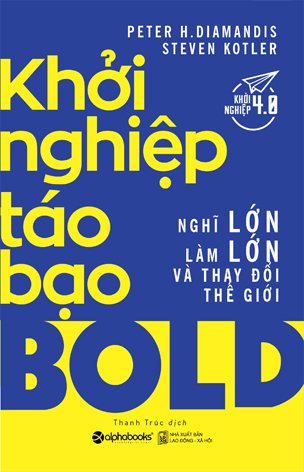 PETER H.DIAMANDIS
STEVEN KOTLER
Khởi
nghiệp
táo
bạo
KHỞI
NGHIỆP 4.0
NGHĨ LỚN
LÀM LỚN
VÀ THAY ĐỔI
THẾ GIỚI
BOLD
Thanh Trúc dịch
alphabooks
NHÀ XUẤT BẢN
LAO ĐỘNG - XÃ HỘI